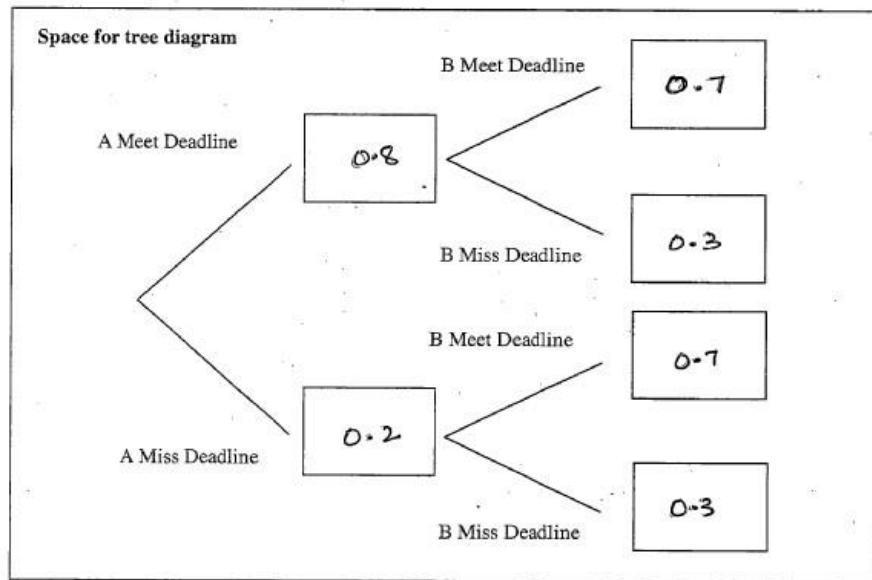 Space for tree diagram
B Meet Deadline
0.7
A Meet Deadline
0.8
B Miss Deadline
0.3
B Meet Deadline
0.7
A Miss Deadline
0.2
B Miss Deadline
0.3